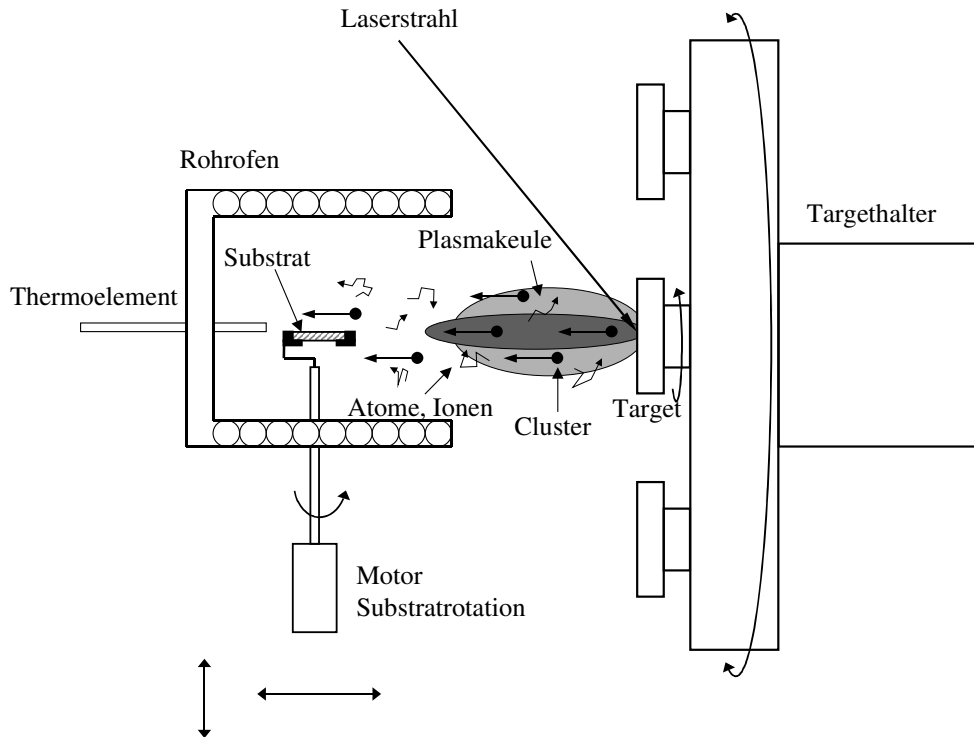 Laserstrahl
Rohrofen
Targethalter
Plasmakeule
Substrat
Thermoelement
Atome, Ionen
Target
Cluster
Motor
Substratrotation